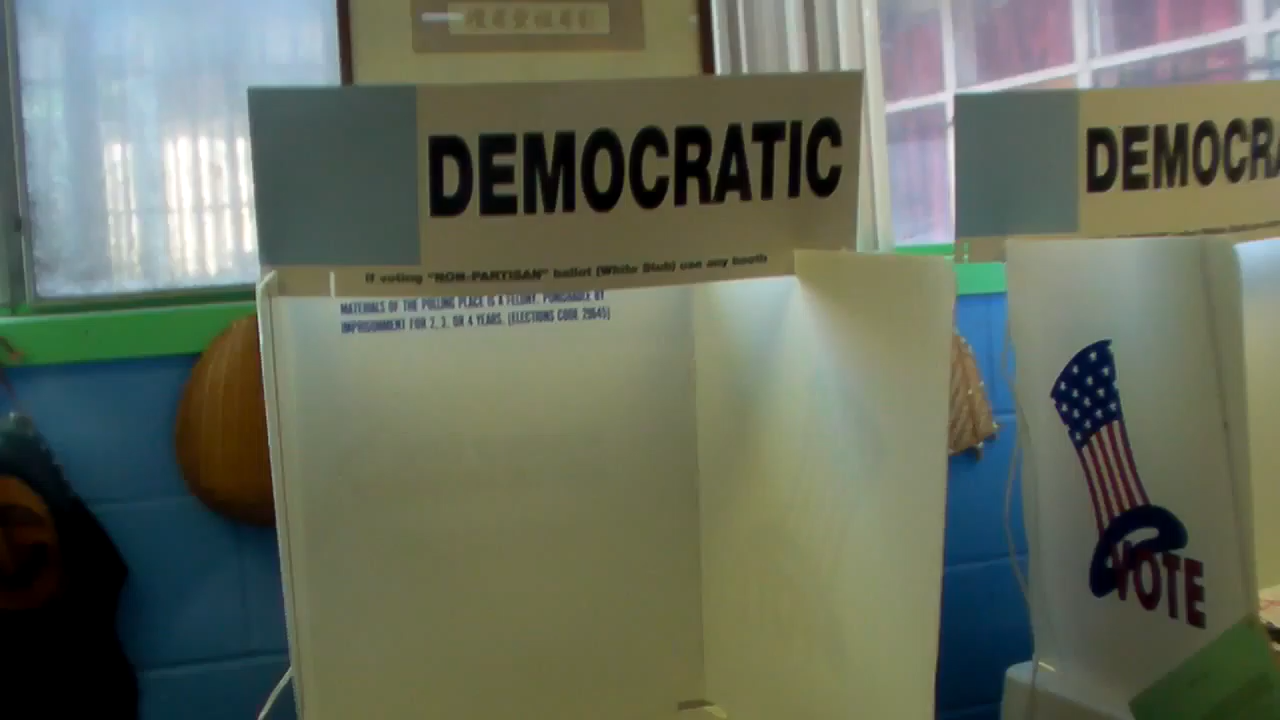 DEMOCRATIC
If voting "NON-PARTISAN" ballot (White Stub) use any booth
MATERIALS OF THE POLLING PLACE IS A FELONY, PUNISHABLE BY
IMPRISONMENT FOR 2, 3, OR 4 YEARS. (ELECTIONS CODE 29645)
DEMOCRA
VOTE